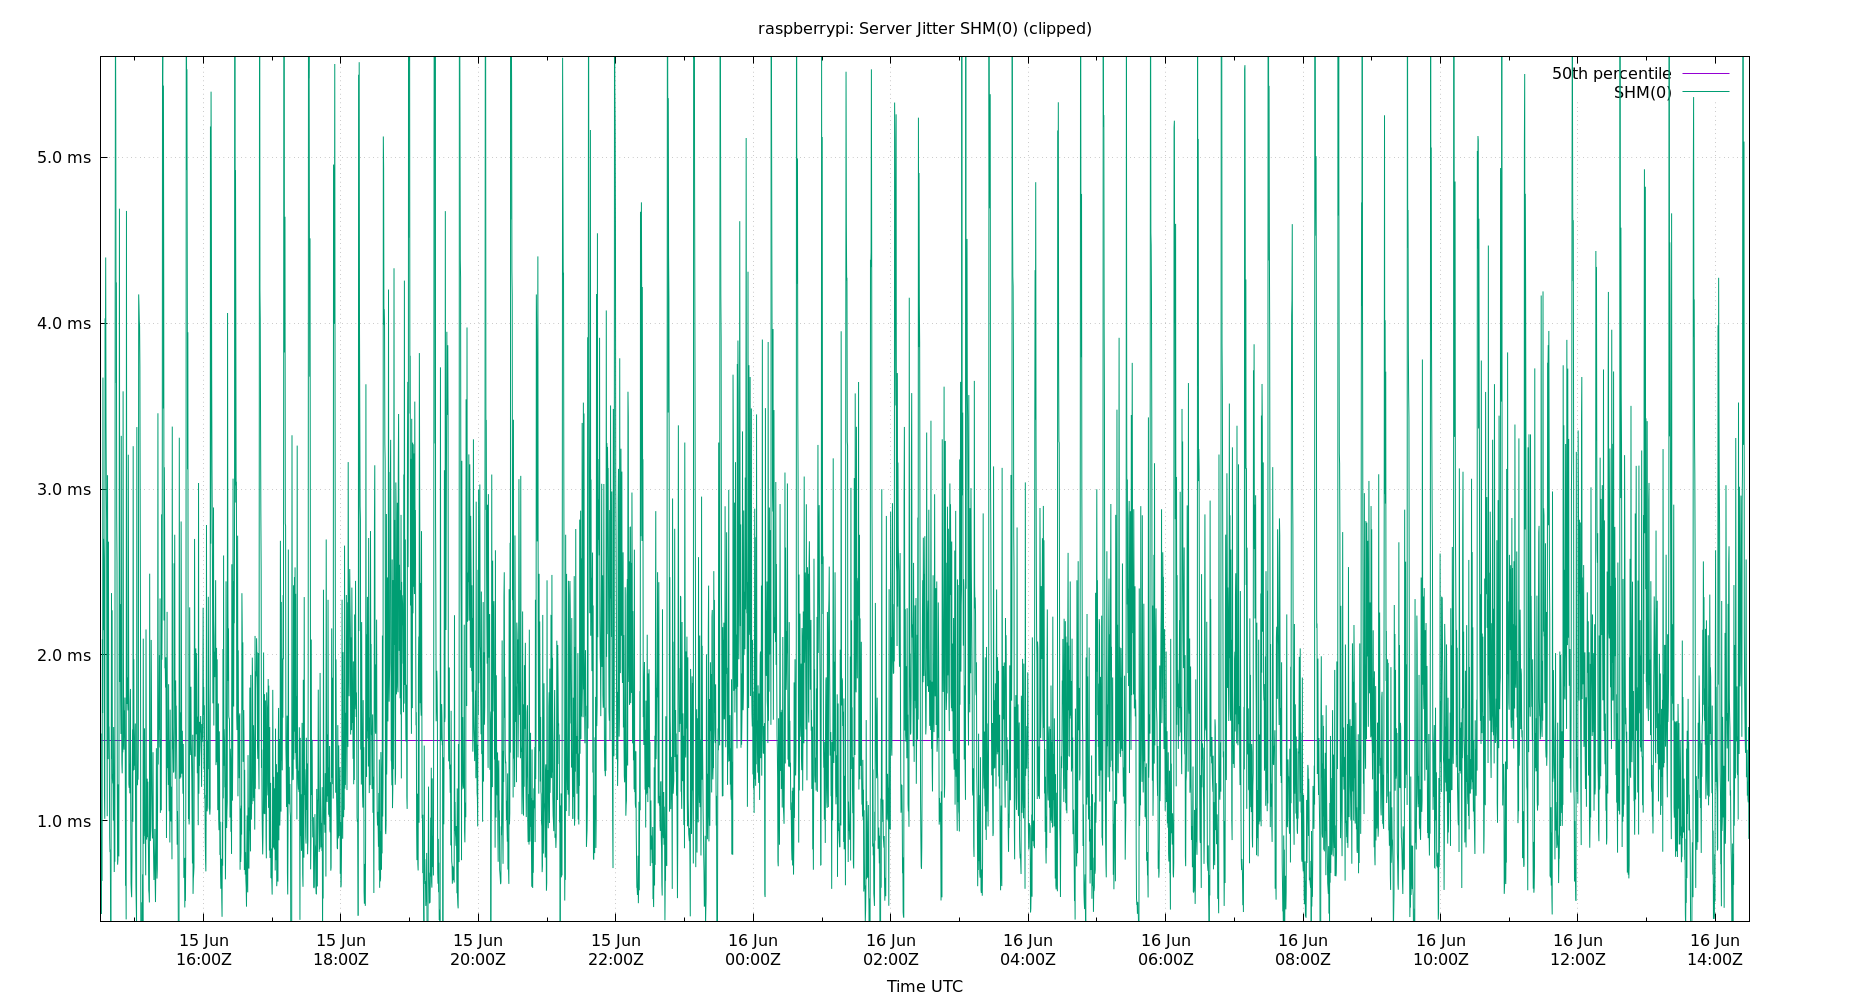 raspberrypi: Server Jitter SHM(0) (clipped)
50th percentile
SHM(0)
5.0 ms
4.0 ms
3.0 ms
2.0 ms
1.0 ms
15 Jun 15 Jun 15 Jun 15 Jun 16 Jun 16 Jun 16 Jun 16 Jun 16 Jun 16 Jun 16 Jun 16 Jun
16:00Z 18:00Z 20:00Z 22:00Z 00:00Z 02:00Z 04:00Z 06:00Z 08:00Z 10:00Z 12:00Z 14:00Z
Time UTC